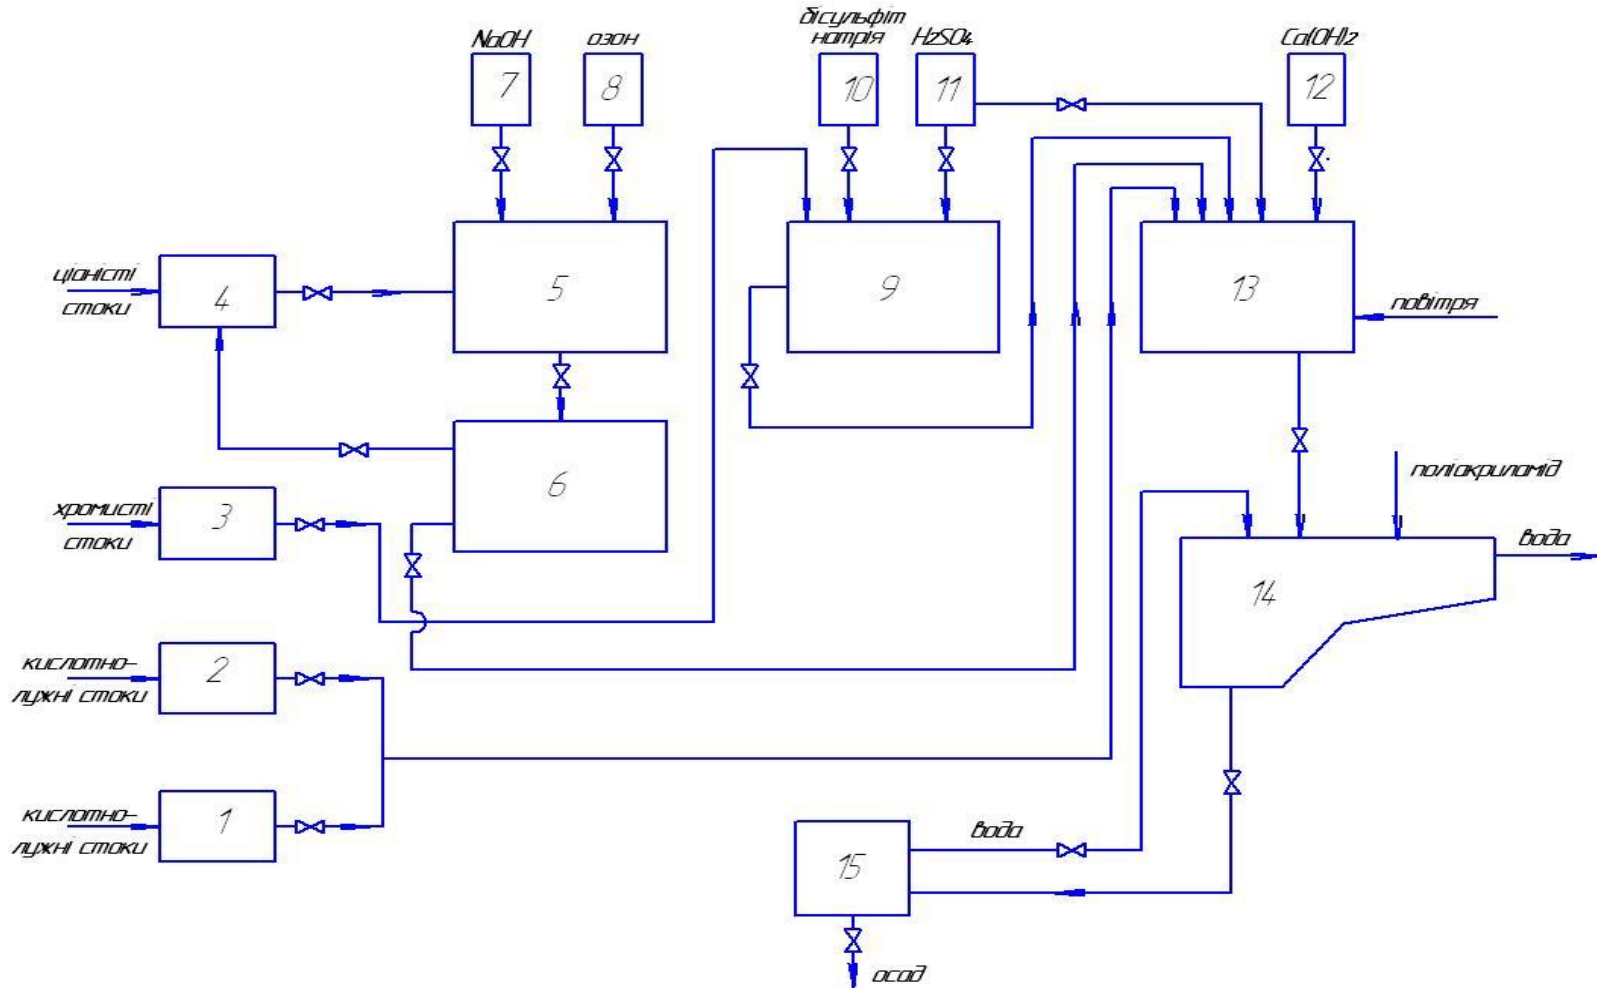 NaOH
озон
бісульфіт
натрія
H2SO4
Ca(OH)2
7
8
10
11
12
ціаністі
стоки
4
5
9
13
повітря
6
хромисті
стоки
3
поліакриламід
вода
14
кислотно-
лужні стоки
2
кислотно-
лужні стоки
1
вода
15
осад